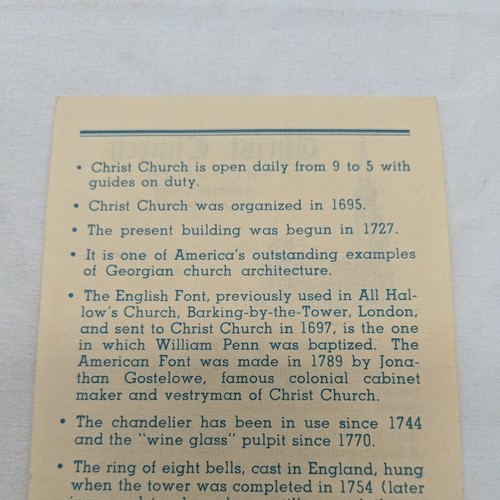 • Christ Church is open daily from 9 to 5 with
guides on duty.
• Christ Church was organized in 1695.
• The present building was begun in 1727.
• It is one of America's outstanding examples
of Georgian church architecture.
• The English Font, previously used in All Hal-
low's Church, Barking-by-the-Tower, London,
and sent to Christ Church in 1697, is the one
in which William Penn was baptized. The
American Font was made in 1789 by Jona-
than Gostelowe, famous colonial cabinet
maker and vestryman of Christ Church.
• The chandelier has been in use since 1744
and the "wine glass" pulpit since 1770.
• The ring of eight bells, cast in England, hung
when the tower was completed in 1754 (later